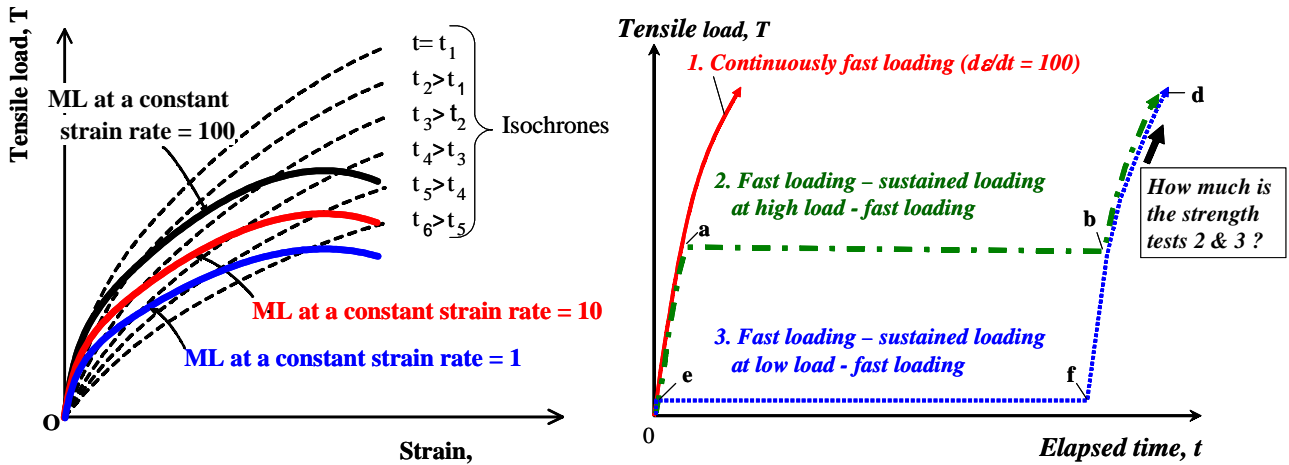 Tensile load, T
t= t1
t2>t1
t3>t2
t4>t3
t5>t4
t6>t5
Isochrones
ML at a constant
strain rate = 100
ML at a constant strain rate = 10
ML at a constant strain rate = 1
O
Strain,
Tensile load, T
1. Continuously fast loading (dε/dt = 100)
2. Fast loading – sustained loading
at high load - fast loading
a
b
d
How much is
the strength
tests 2 & 3 ?
3. Fast loading – sustained loading
at low load - fast loading
e
f
0
Elapsed time, t